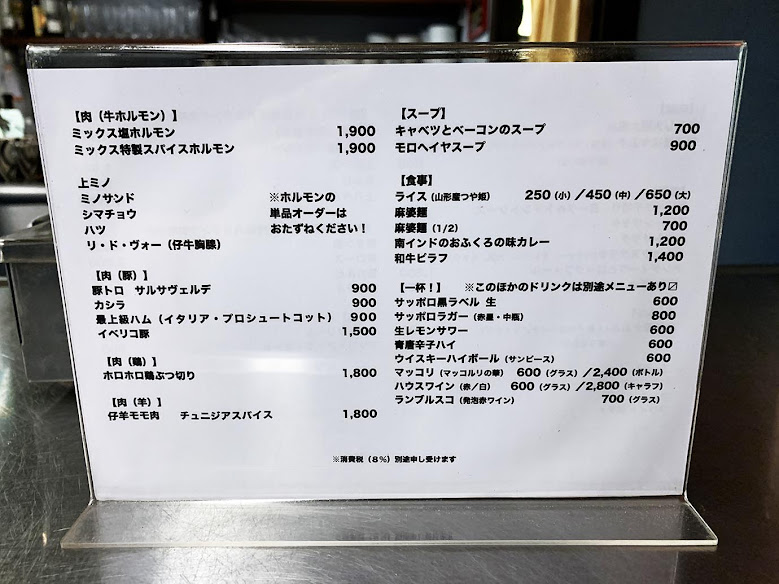 【肉（牛ホルモン）】
ミックス塩ホルモン 1,900
ミックス特製スパイスホルモン 1,900
上ミノ
ミノサンド ※ホルモンの
シマチョウ 単品オーダーは
ハツ おたずねください！
リ・ド・ヴォー（仔牛胸腺）
【肉（豚）】
豚トロ サルサヴェルデ 900
カシラ 900
最上級ハム（イタリア・プロシュートコット） 900
イベリコ豚 1,500
【肉（鶏）】
ホロホロ鶏ぶつ切り 1,800
【肉（羊）】
仔羊モモ肉 チュニジアスパイス 1,800
【スープ】
キャベツとベーコンのスープ 700
モロヘイヤスープ 900
【食事】
ライス（山形産つや姫） 250（小）／450（中）／650（大）
麻婆麺 1,200
麻婆麺（1/2） 700
南インドのおふくろの味カレー 1,200
和牛ピラフ 1,400
【一杯！】 ※このほかのドリンクは別途メニューあり〼
サッポロ黒ラベル 生 600
サッポロラガー（赤星・中瓶） 800
生レモンサワー 600
青唐辛子ハイ 600
ウイスキーハイボール（サンピース） 600
マッコリ（マッコルリの華） 600（グラス）／2,400（ボトル）
ハウスワイン（赤／白） 600（グラス）／2,800（キャラフ）
ランブルスコ（発泡赤ワイン） 700（グラス）
※消費税（8％）別途申し受けます